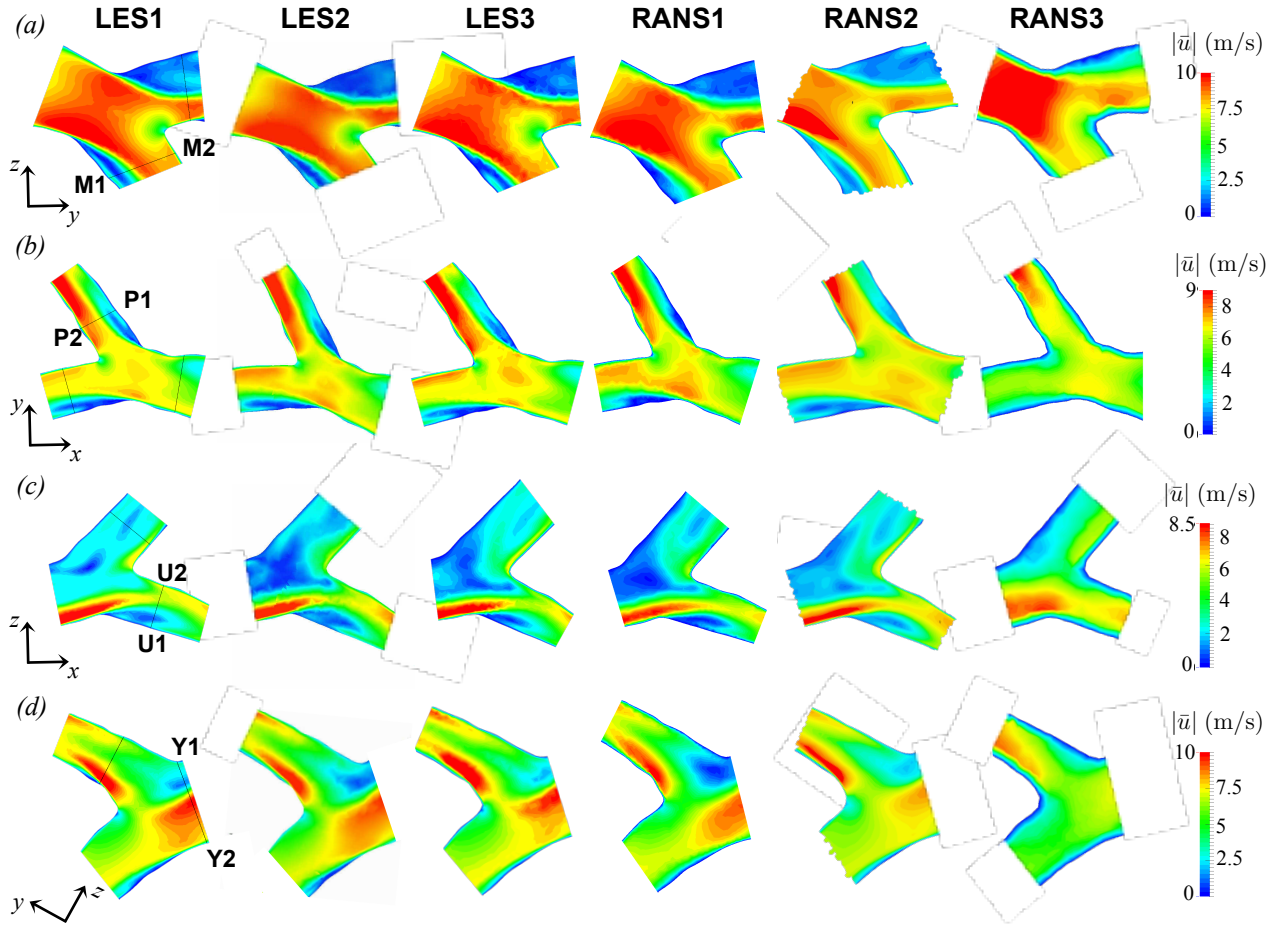 LES1 LES2 LES3 RANS1 RANS2 RANS3
(a) |ū| (m/s)
10
7.5
5
2.5
0
M2
M1
z
y
(b) |ū| (m/s)
9
8
6
4
2
0
P1
P2
y
x
(c) |ū| (m/s)
8.5
8
6
4
2
0
U2
U1
z
x
(d) |ū| (m/s)
10
7.5
5
2.5
0
Y1
Y2
y z